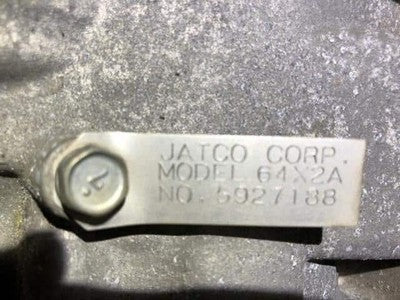 JATCO CORP.
MODEL 64X2A
NO. 5927188